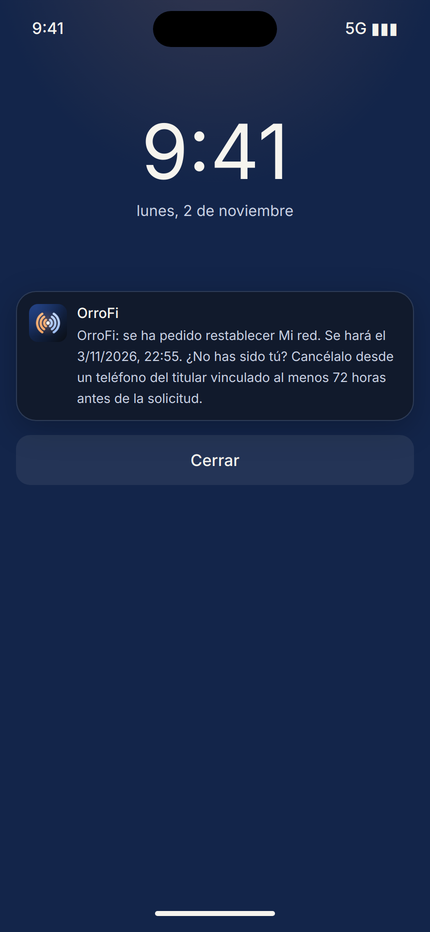 9:41
5G
9:41
lunes, 2 de noviembre
OrroFi
OrroFi: se ha pedido restablecer Mi red. Se hará el
3/11/2026, 22:55. ¿No has sido tú? Cancélalo desde
un teléfono del titular vinculado al menos 72 horas
antes de la solicitud.
Cerrar